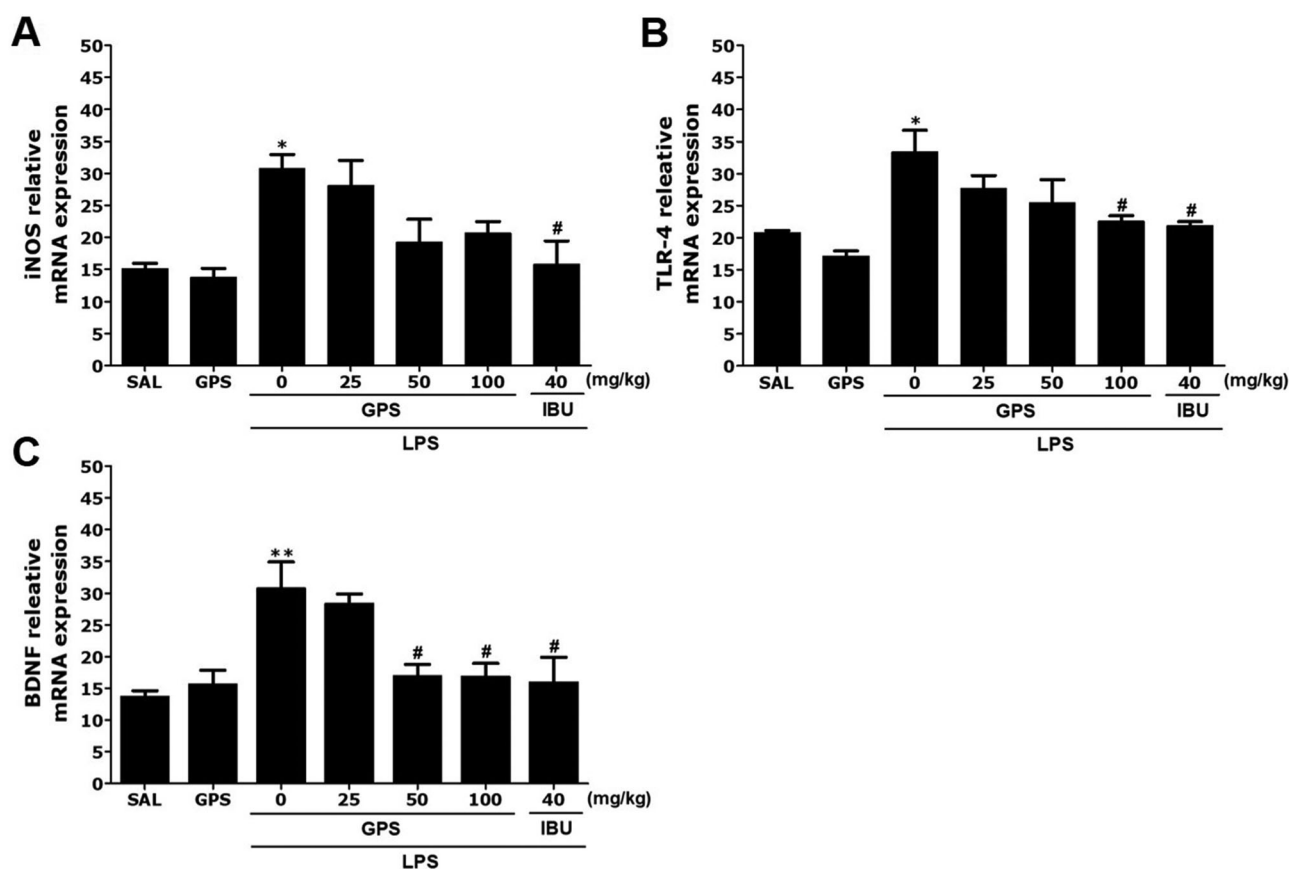 A
iNOS relative
mRNA expression
50
45
40
35
30
25
20
15
10
5
0
*
#
SAL GPS 0 25 50 100 40 (mg/kg)
GPS IBU
LPS
B
TLR-4 releative
mRNA expression
50
45
40
35
30
25
20
15
10
5
0
*
# #
SAL GPS 0 25 50 100 40 (mg/kg)
GPS IBU
LPS
C
BDNF releative
mRNA expression
50
45
40
35
30
25
20
15
10
5
0
**
# # #
SAL GPS 0 25 50 100 40 (mg/kg)
GPS IBU
LPS